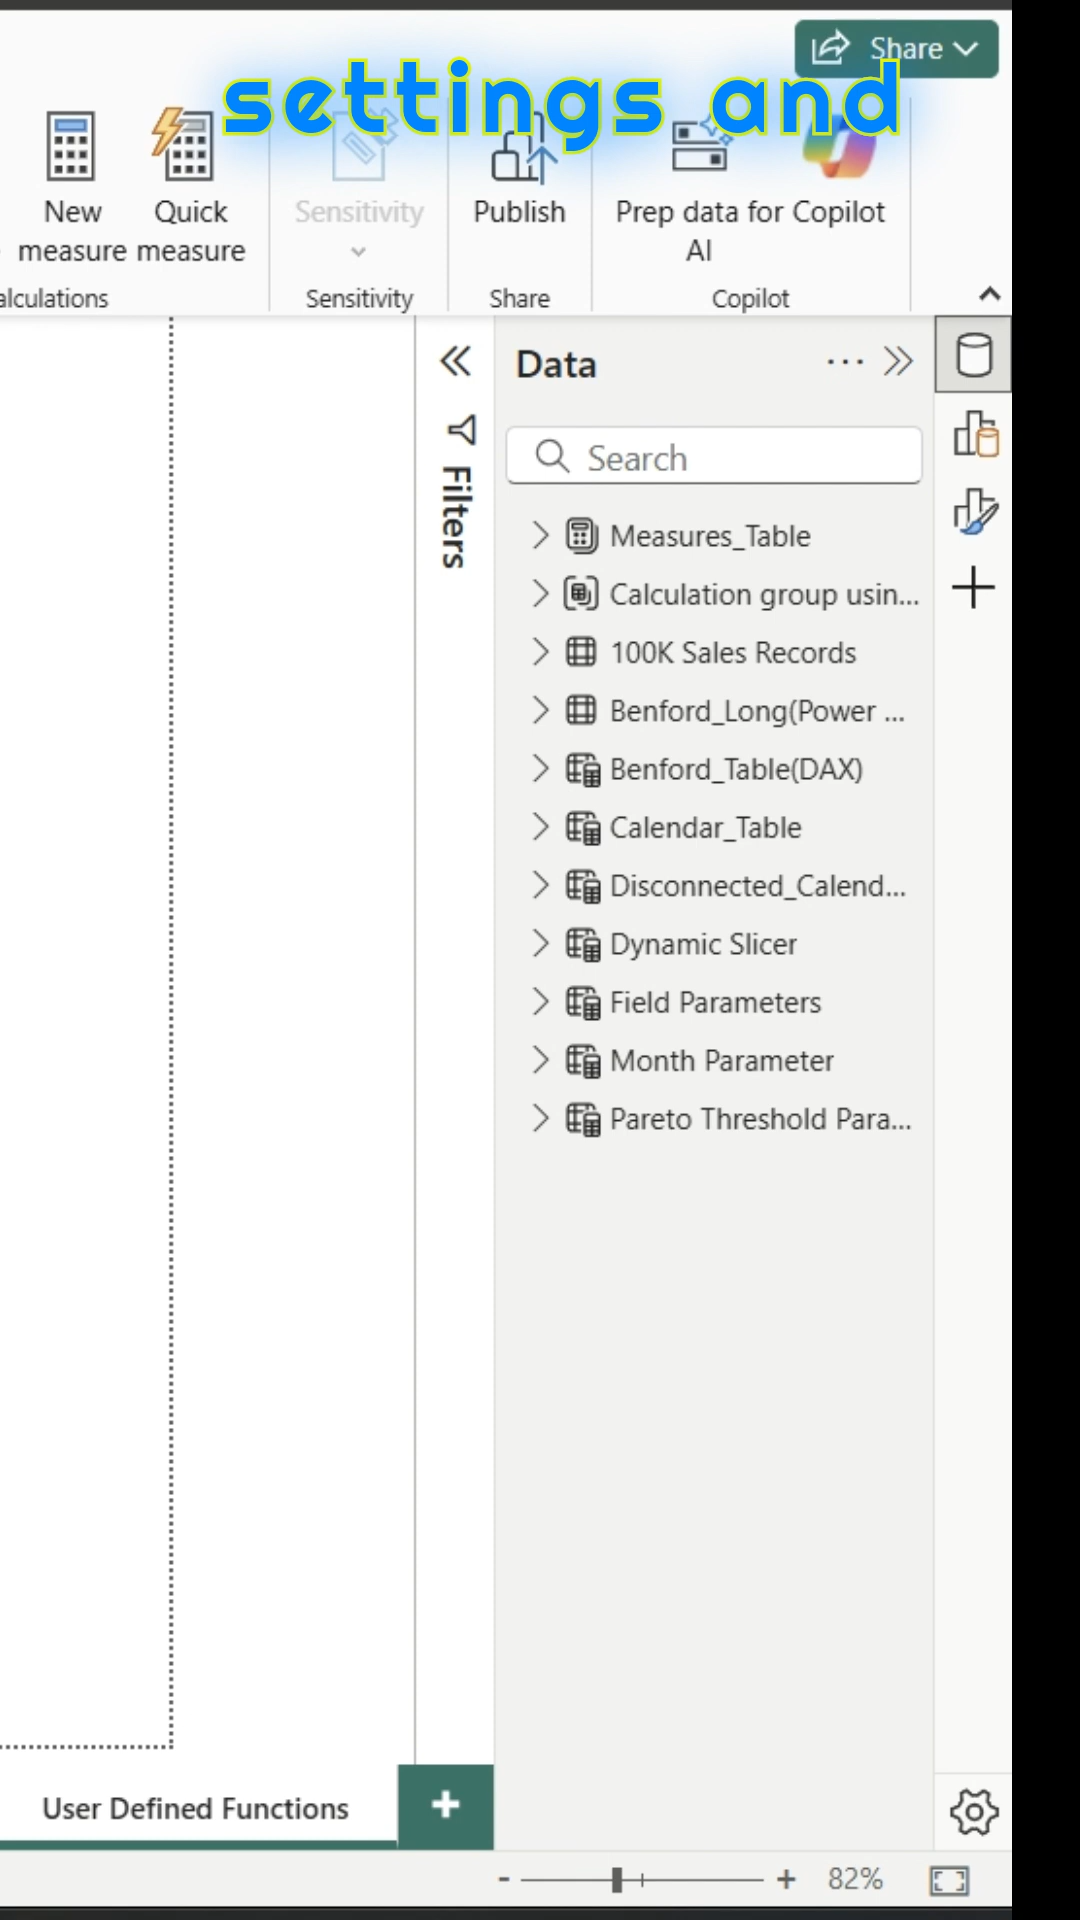 Share
settings and
New measure
Quick measure
Sensitivity
Publish
Prep data for AI
Copilot
alculations
Sensitivity
Share
Copilot
Data
Search
Filters
Measures_Table
Calculation group usin...
100K Sales Records
Benford_Long(Power ...
Benford_Table(DAX)
Calendar_Table
Disconnected_Calend...
Dynamic Slicer
Field Parameters
Month Parameter
Pareto Threshold Para...
User Defined Functions
82%